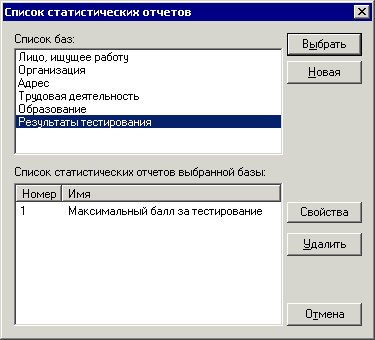 Список статистических отчетов
Список баз:
Лицо, ищущее работу
Организация
Адрес
Трудовая деятельность
Образование
Результаты тестирования
Выбрать
Новая
Список статистических отчетов выбранной базы:
Номер Имя
1 Максимальный балл за тестирование
Свойства
Удалить
Отмена